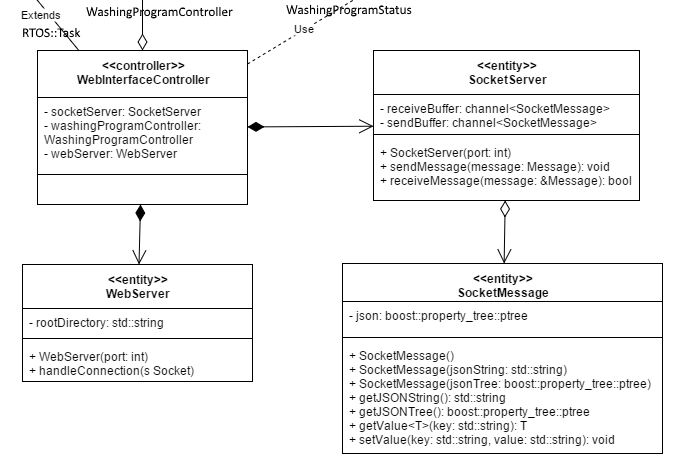 WashingProgramController
WashingProgramStatus
Extends
RTOS::Task
Use
<<controller>>
WebInterfaceController
- socketServer: SocketServer
- washingProgramController:
WashingProgramController
- webServer: WebServer
<<entity>>
SocketServer
- receiveBuffer: channel<SocketMessage>
- sendBuffer: channel<SocketMessage>
+ SocketServer(port: int)
+ sendMessage(message: Message): void
+ receiveMessage(message: &Message): bool
<<entity>>
WebServer
- rootDirectory: std::string
+ WebServer(port: int)
+ handleConnection(s Socket)
<<entity>>
SocketMessage
- json: boost::property_tree::ptree
+ SocketMessage()
+ SocketMessage(jsonString: std::string)
+ SocketMessage(jsonTree: boost::property_tree::ptree)
+ getJSONString(): std::string
+ getJSONTree(): boost::property_tree::ptree
+ getValue<T>(key: std::string): T
+ setValue(key: std::string, value: std::string): void